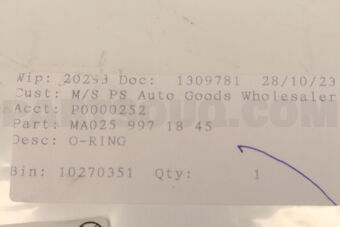 Wip: 20293 Doc: 1309781 28/10/23
Cust: M/S PS Auto Goods Wholesaler
Acct: P0000252
Part: MA025 997 18 45
Desc: O-RING
Bin: 10270351 Qty: 1